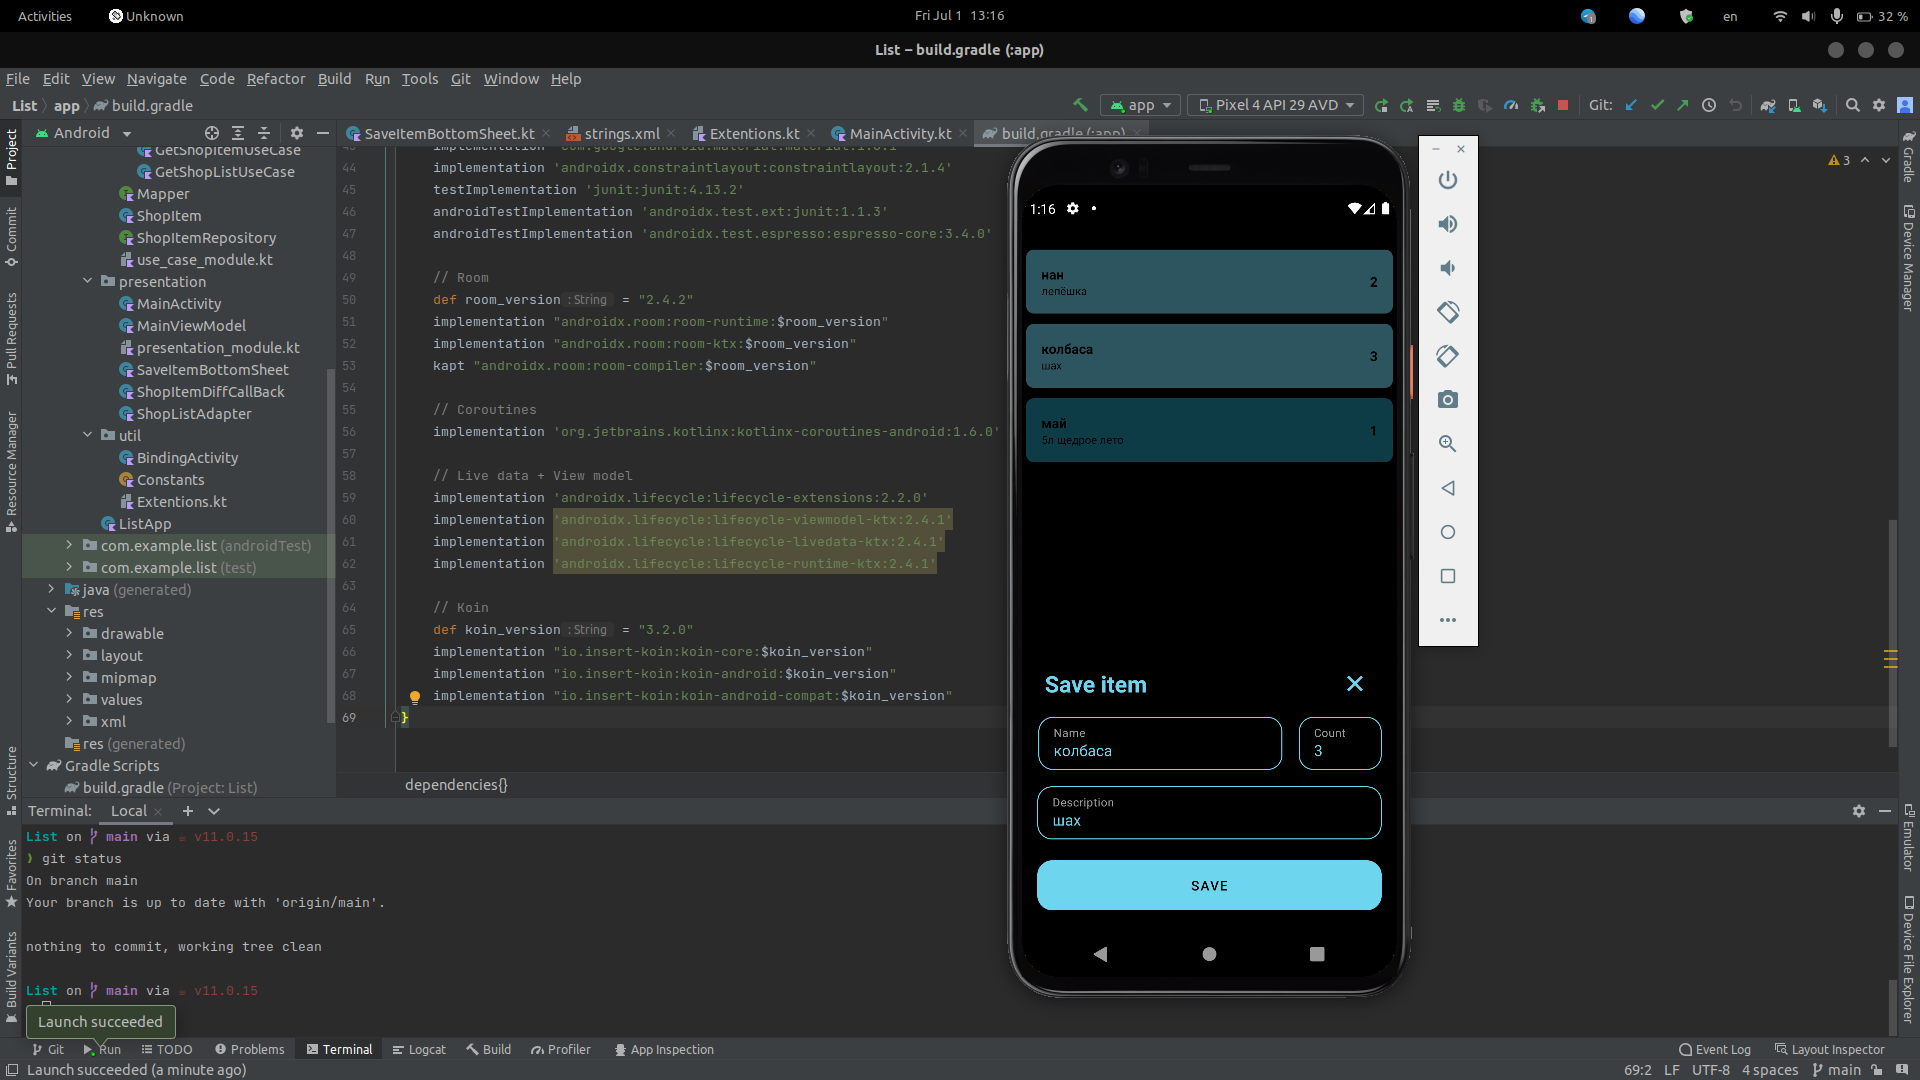 Activities
Unknown
Fri Jul 1 13:16
en
32 %
List – build.gradle (:app)
File Edit View Navigate Code Refactor Build Run Tools Git Window Help
List app build.gradle
app
Pixel 4 API 29 AVD
Git:
Android
SaveItemBottomSheet.kt
strings.xml
Extentions.kt
MainActivity.kt
build.gradle (:app)
Project
Commit
Pull Requests
Resource Manager
Structure
Favorites
Build Variants
GetShopItemUseCase
GetShopListUseCase
Mapper
ShopItem
ShopItemRepository
use_case_module.kt
presentation
MainActivity
MainViewModel
presentation_module.kt
SaveItemBottomSheet
ShopItemDiffCallBack
ShopListAdapter
util
BindingActivity
Constants
Extentions.kt
ListApp
com.example.list (androidTest)
com.example.list (test)
java (generated)
res
drawable
layout
mipmap
values
xml
res (generated)
Gradle Scripts
build.gradle (Project: List)
44 implementation 'androidx.constraintlayout:constraintlayout:2.1.4'
45 testImplementation 'junit:junit:4.13.2'
46 androidTestImplementation 'androidx.test.ext:junit:1.1.3'
47 androidTestImplementation 'androidx.test.espresso:espresso-core:3.4.0'
48
49 // Room
50 def room_version :String = "2.4.2"
51 implementation "androidx.room:room-runtime:$room_version"
52 implementation "androidx.room:room-ktx:$room_version"
53 kapt "androidx.room:room-compiler:$room_version"
54
55 // Coroutines
56 implementation 'org.jetbrains.kotlinx:kotlinx-coroutines-android:1.6.0'
57
58 // Live data + View model
59 implementation 'androidx.lifecycle:lifecycle-extensions:2.2.0'
60 implementation 'androidx.lifecycle:lifecycle-viewmodel-ktx:2.4.1'
61 implementation 'androidx.lifecycle:lifecycle-livedata-ktx:2.4.1'
62 implementation 'androidx.lifecycle:lifecycle-runtime-ktx:2.4.1'
63
64 // Koin
65 def koin_version :String = "3.2.0"
66 implementation "io.insert-koin:koin-core:$koin_version"
67 implementation "io.insert-koin:koin-android:$koin_version"
68 implementation "io.insert-koin:koin-android-compat:$koin_version"
69 }
dependencies{}
3
1:16
нан
лепёшка
2
колбаса
шах
3
май
5л щедрое лето
1
Save item
Name
колбаса
Count
3
Description
шах
SAVE
Gradle
Device Manager
Emulator
Device File Explorer
Terminal: Local
List on main via v11.0.15
❯ git status
On branch main
Your branch is up to date with 'origin/main'.
nothing to commit, working tree clean
List on main via v11.0.15
Launch succeeded
Git Run TODO Problems Terminal Logcat Build Profiler App Inspection
Event Log Layout Inspector
Launch succeeded (a minute ago)
69:2 LF UTF-8 4 spaces main